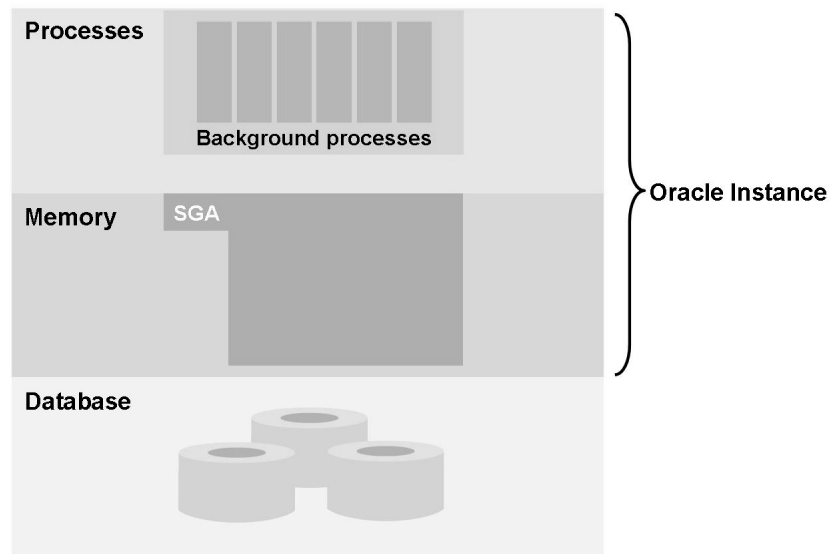 Processes
Background processes
Oracle Instance
Memory
SGA
Database